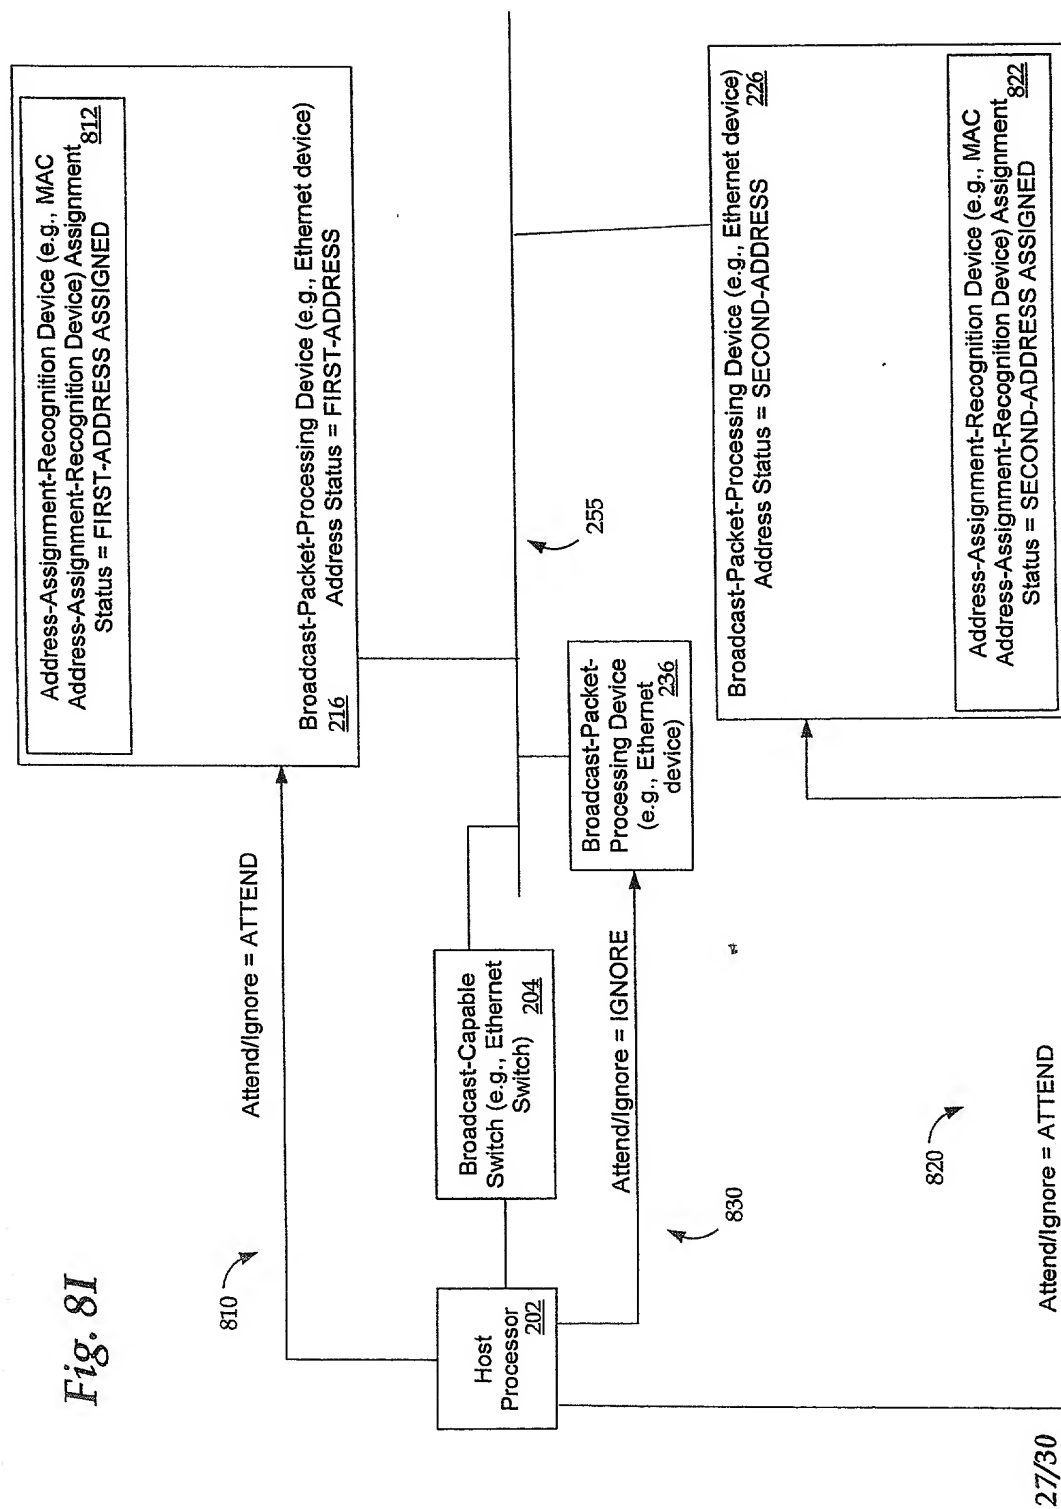 Fig. 8I
Address-Assignment-Recognition Device (e.g., MAC
Address-Assignment-Recognition Device) Assignment
Status = FIRST-ADDRESS ASSIGNED
812
Broadcast-Packet-Processing Device (e.g., Ethernet device)
216
Address Status = FIRST-ADDRESS
Attend/Ignore = ATTEND
810
Host
Processor
202
Broadcast-Capable
Switch (e.g., Ethernet
Switch)
204
255
Attend/Ignore = IGNORE
830
Broadcast-Packet-
Processing Device
(e.g., Ethernet
device)
236
Broadcast-Packet-Processing Device (e.g., Ethernet device)
Address Status = SECOND-ADDRESS
226
Address-Assignment-Recognition Device (e.g., MAC
Address-Assignment-Recognition Device) Assignment
Status = SECOND-ADDRESS ASSIGNED
822
820
Attend/Ignore = ATTEND
27/30